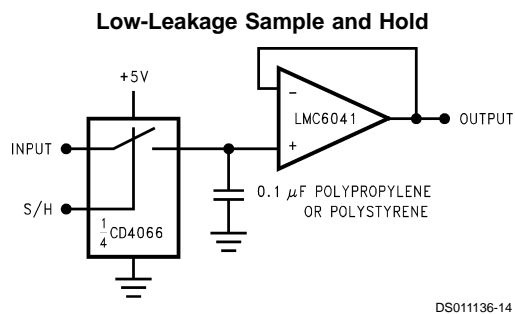 Low-Leakage Sample and Hold
+5V
−
LMC6041
OUTPUT
INPUT
+
S/H
0.1 μF POLYPROPYLENE
OR POLYSTYRENE
1/4 CD4066
DS011136-14